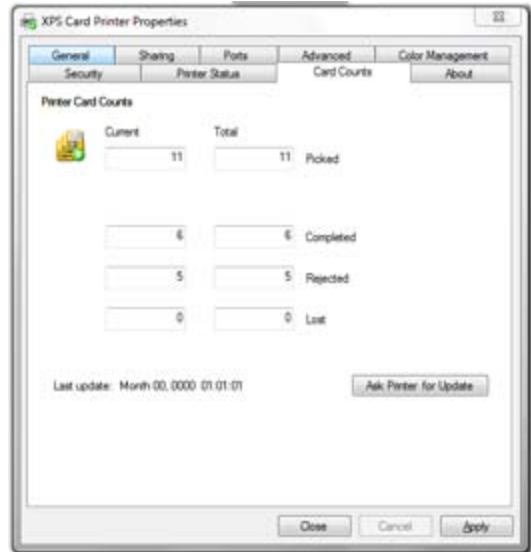 XPS Card Printer Properties
General Sharing Ports Advanced Color Management
Security Printer Status Card Counts About
Printer Card Counts
Current Total
11 11 Picked
6 6 Completed
5 5 Rejected
0 0 Lost
Last update: Month 00, 0000 01:01:01 Ask Printer for Update
Close Cancel Apply